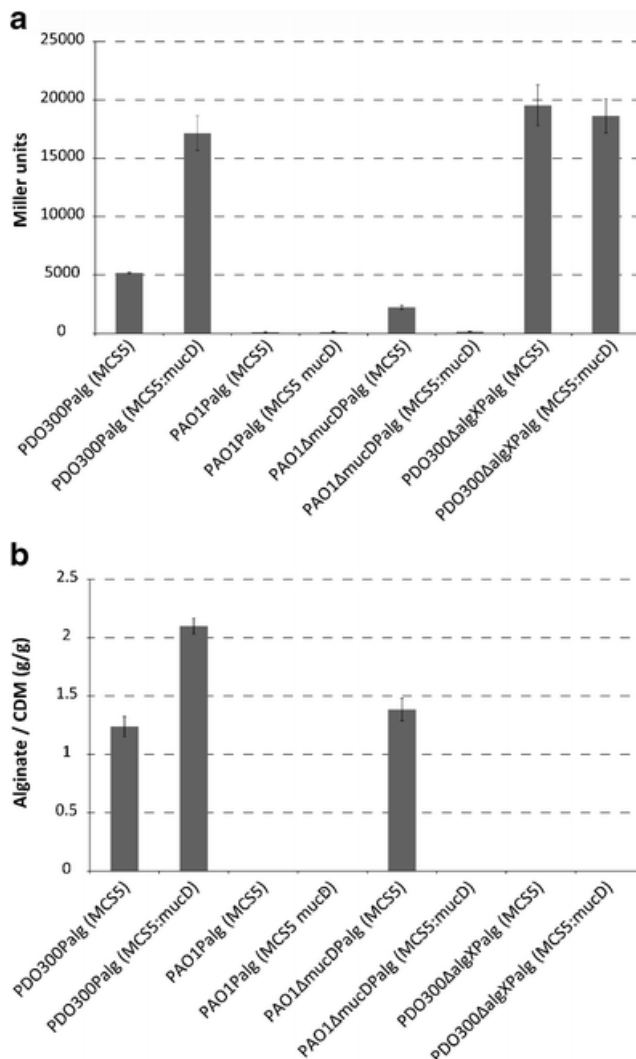 a
25000
20000
15000
10000
5000
0
Miller units
PDO300Palg (MCS5)
PDO300Palg (MCS5:mucD)
PAO1Palg (MCS5)
PAO1Palg (MCS5 mucD)
PAO1ΔmucDPalg (MCS5)
PAO1ΔmucDPalg (MCS5:mucD)
PDO300ΔalgXPalg (MCS5)
PDO300ΔalgXPalg (MCS5:mucD)
b
2.5
2
1.5
1
0.5
0
Alginate / CDM (g/g)
PDO300Palg (MCS5)
PDO300Palg (MCS5:mucD)
PAO1Palg (MCS5)
PAO1Palg (MCS5 mucD)
PAO1ΔmucDPalg (MCS5)
PAO1ΔmucDPalg (MCS5:mucD)
PDO300ΔalgXPalg (MCS5)
PDO300ΔalgXPalg (MCS5:mucD)